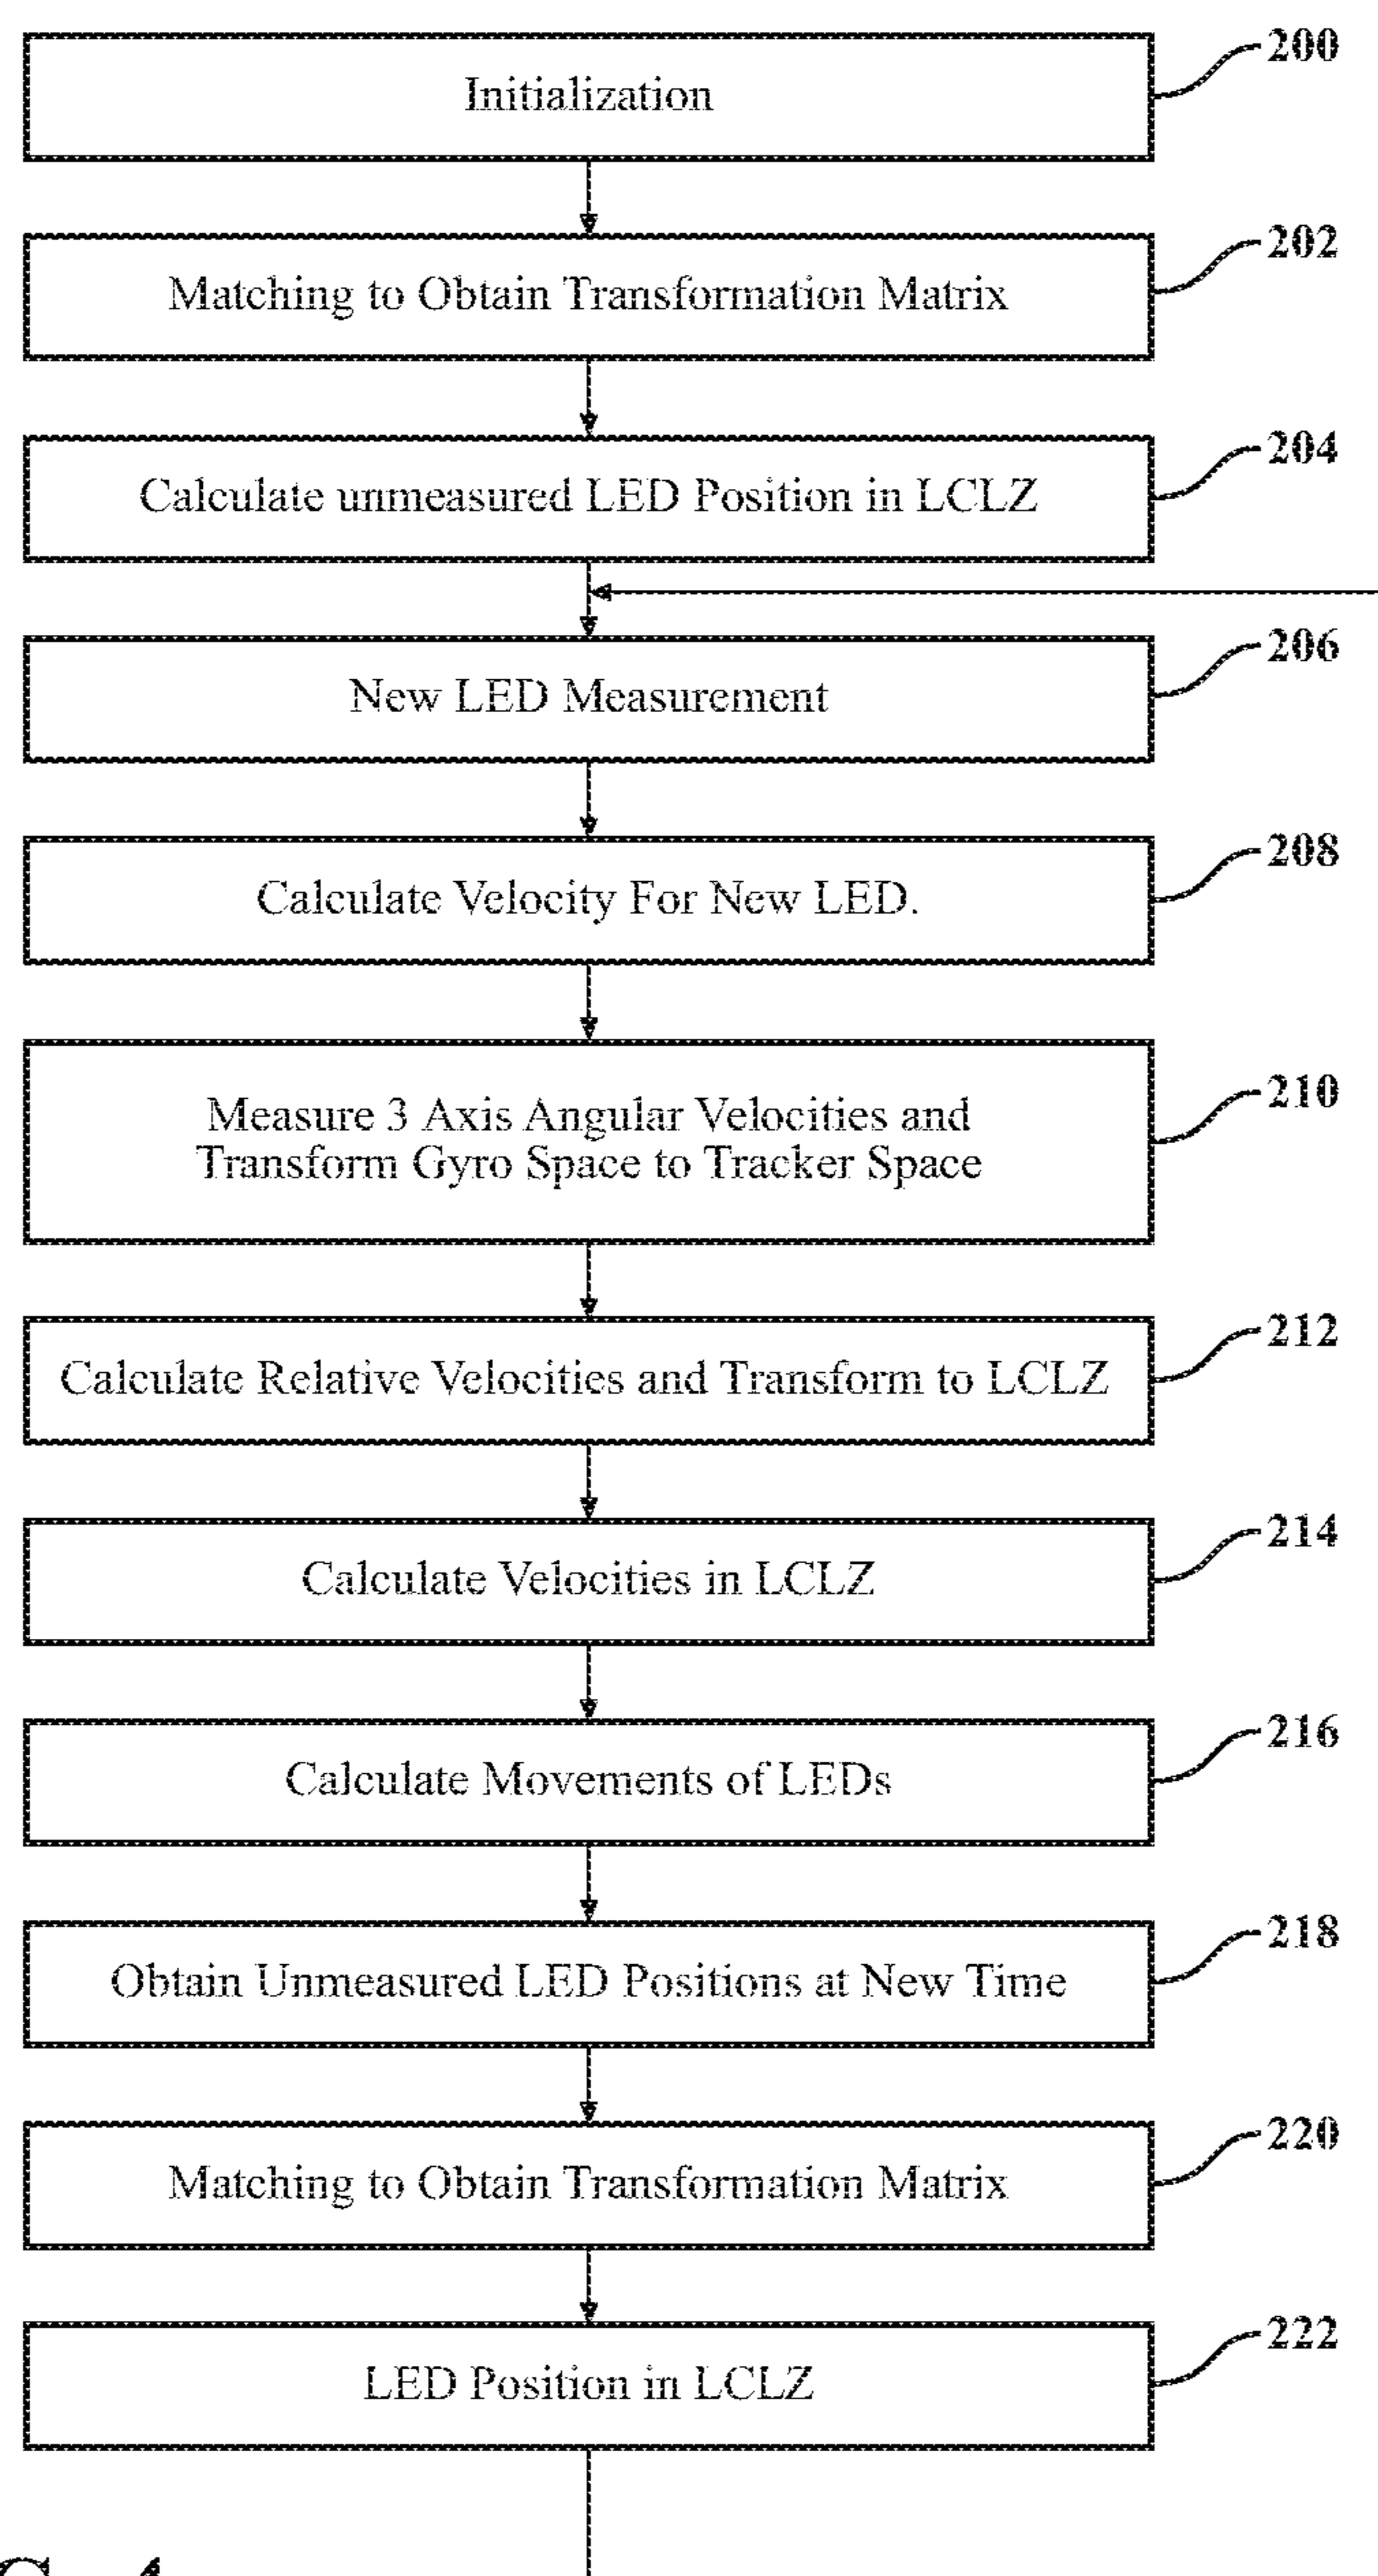 Initialization
200
Matching to Obtain Transformation Matrix
202
Calculate unmeasured LED Position in LCLZ
204
New LED Measurement
206
Calculate Velocity For New LED.
208
Measure 3 Axis Angular Velocities and
Transform Gyro Space to Tracker Space
210
Calculate Relative Velocities and Transform to LCLZ
212
Calculate Velocities in LCLZ
214
Calculate Movements of LEDs
216
Obtain Unmeasured LED Positions at New Time
218
Matching to Obtain Transformation Matrix
220
LED Position in LCLZ
222